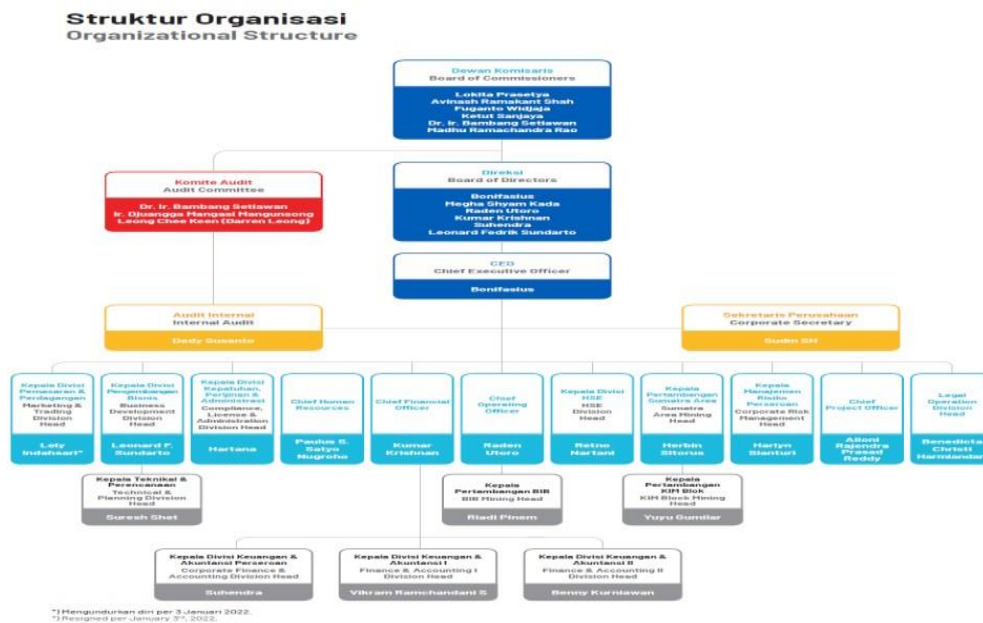 Struktur Organisasi
Organizational Structure
Dewan Komisaris
Board of Commissioners
Lokita Prasetya
Avinash Ramakant Shah
Fuganto Widjaja
Ketut Sanjaya
Dr. Ir. Bambang Setiawan
Madhu Ramachandra Rao
Komite Audit
Audit Committee
Dr. Ir. Bambang Setiawan
Ir. Djuangga Mangasi Mangunsong
Leong Chee Keen (Darren Leong)
Direksi
Board of Directors
Bonifasius
Megha Shyam Kada
Raden Utoro
Kumar Krishnan
Suhendra
Leonard Fedrik Sundarto
CEO
Chief Executive Officer
Bonifasius
Audit Internal
Internal Audit
Dedy Susanto
Sekretaris Perusahaan
Corporate Secretary
Sudin SH
Kepala Divisi
Pemasaran &
Perdagangan
Marketing &
Trading
Division
Head
Lely
Indahsari*
Kepala Divisi
Pengembangan
Bisnis
Business
Development
Division
Head
Leonard F.
Sundarto
Kepala Divisi
Kepatuhan,
Perijinan &
Administrasi
Compliance,
License &
Administration
Division Head
Hartana
Chief Human
Resources
Paulus S.
Satyo
Nugroho
Chief Financial
Officer
Kumar
Krishnan
Chief
Operating
Officer
Raden
Utoro
Kepala Divisi
HSE
HSE
Division
Head
Retno
Nartani
Kepala
Pertambangan
Sumatra Area
Sumatra
Area Mining
Head
Herbin
Sitorus
Kepala
Manajemen
Risiko
Perseroan
Corporate Risk
Management
Head
Harlyn
Sianturi
Chief
Project Officer
Alloni
Rajendra
Prasad
Reddy
Legal
Operation
Division
Head
Benedicta
Christi
Harmiandari
Kepala Teknikal &
Perencanaan
Technical &
Planning Division
Head
Suresh Shet
Kepala
Pertambangan BIB
BIB Mining Head
Riadi Pinem
Kepala
Pertambangan
KIM Blok
KIM Block Mining
Head
Yuyu Gumilar
Kepala Divisi Keuangan &
Akuntansi Perseroan
Corporate Finance &
Accounting Division Head
Suhendra
Kepala Divisi Keuangan &
Akuntansi I
Finance & Accounting I
Division Head
Vikram Ramchandani S
Kepala Divisi Keuangan &
Akuntansi II
Finance & Accounting II
Division Head
Benny Kurniawan
*) Mengundurkan diri per 3 Januari 2022.
*) Resigned per January 3rd, 2022.